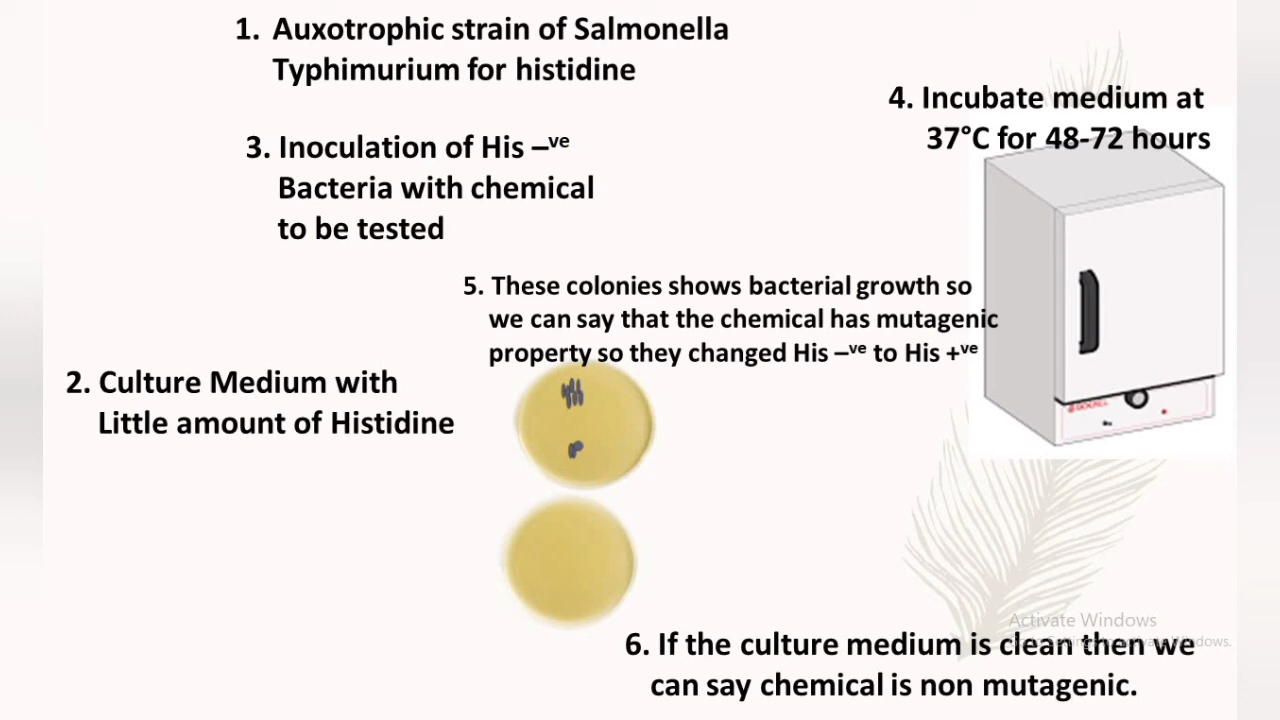 1. Auxotrophic strain of Salmonella
Typhimurium for histidine
4. Incubate medium at
37°C for 48-72 hours
3. Inoculation of His –ve
Bacteria with chemical
to be tested
5. These colonies shows bacterial growth so
we can say that the chemical has mutagenic
property so they changed His –ve to His +ve
2. Culture Medium with
Little amount of Histidine
Activate Windows
6. If the culture medium is clean then we
can say chemical is non mutagenic.